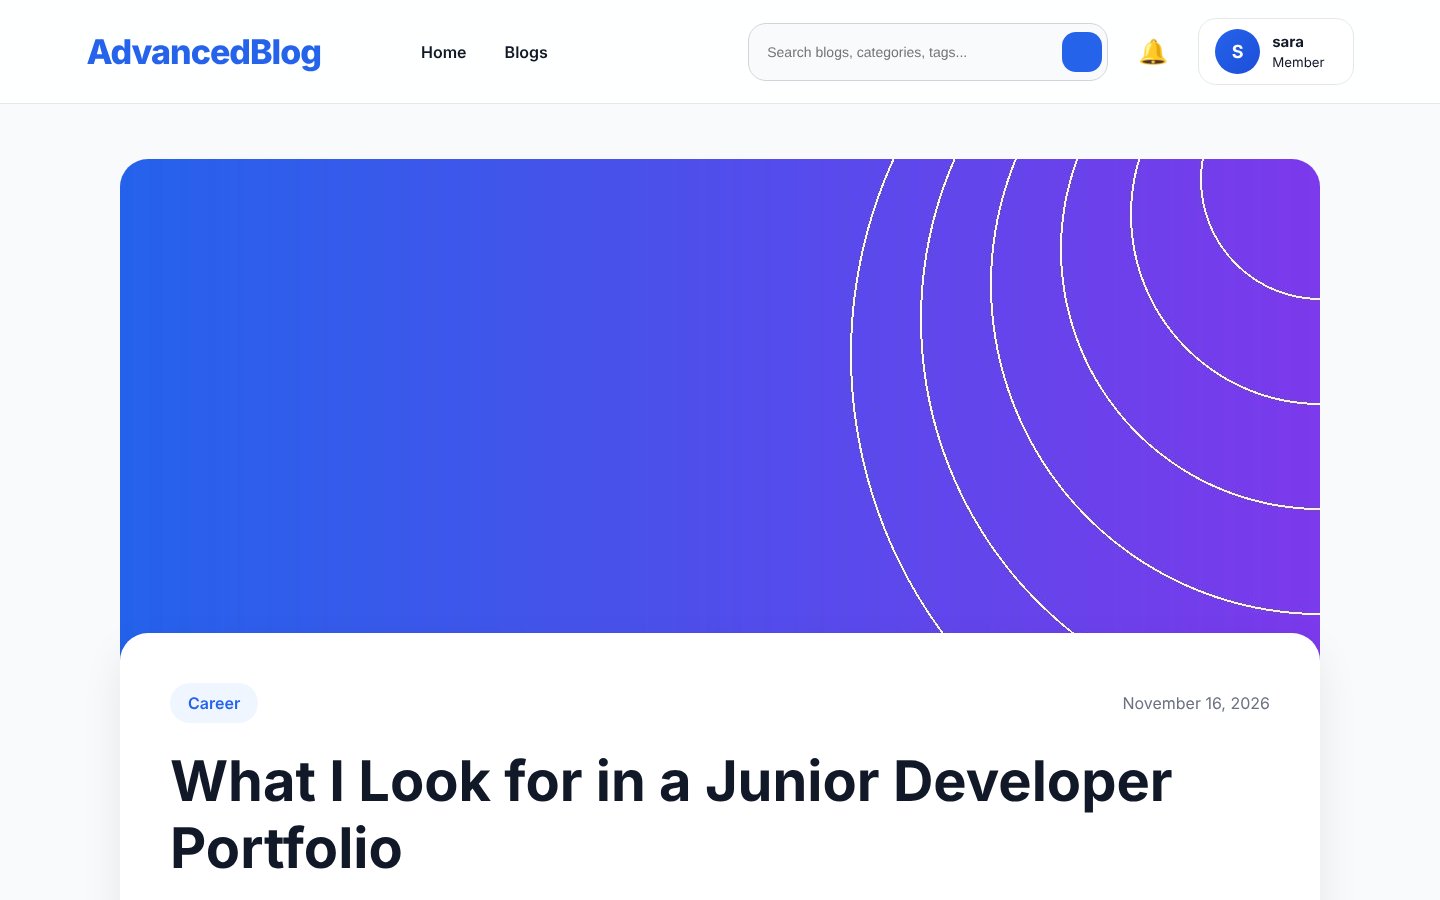 AdvancedBlog
Home
Blogs
Search blogs, categories, tags...
S
sara
Member
Career
November 16, 2026
What I Look for in a Junior Developer
Portfolio